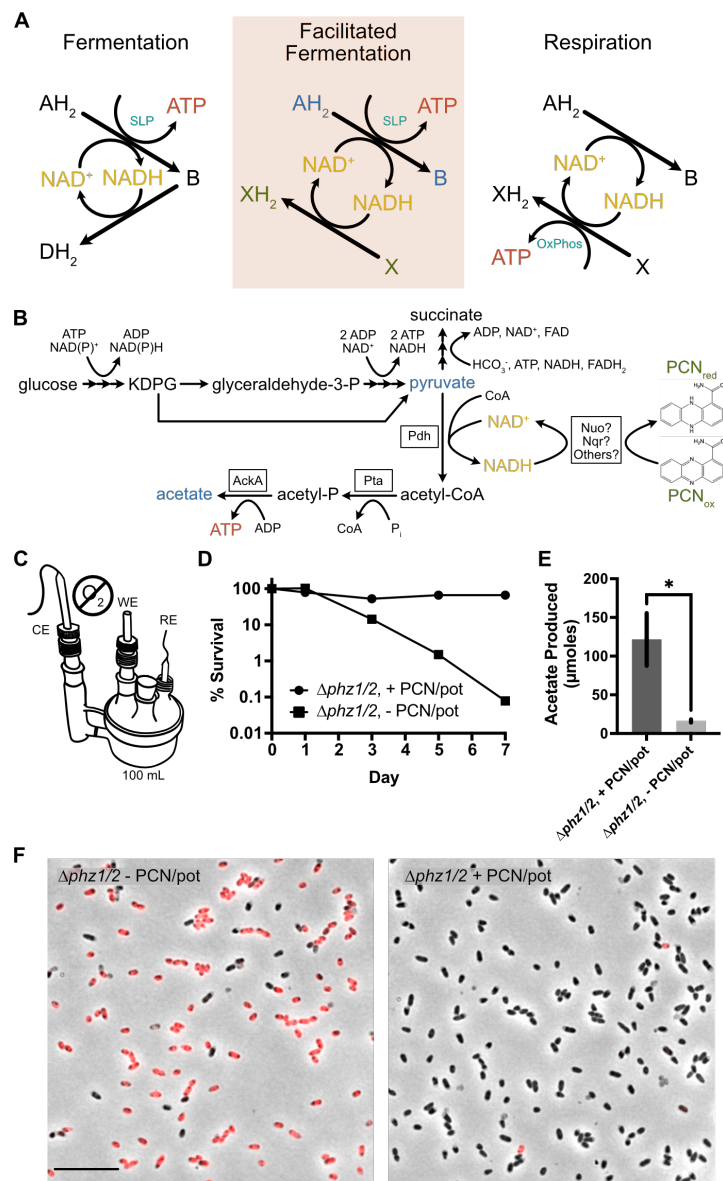 A
Fermentation
Facilitated
Fermentation
Respiration
AH₂
SLP
ATP
NAD⁺
NADH
B
DH₂
AH₂
SLP
ATP
NAD⁺
B
XH₂
NADH
X
AH₂
NAD⁺
B
XH₂
NADH
ATP
OxPhos
X
B
succinate
ATP
NAD(P)⁺
ADP
NAD(P)H
2 ADP
NAD⁺
2 ATP
NADH
ADP, NAD⁺, FAD
HCO₃⁻, ATP, NADH, FADH₂
glucose
KDPG
glyceraldehyde-3-P
pyruvate
CoA
NAD⁺
Pdh
NADH
Nuo?
Nqr?
Others?
PCNred
H₂N
O
H
N
N
H
H₂N
O
N
N
PCNox
acetate
AckA
acetyl-P
Pta
acetyl-CoA
ATP
ADP
CoA
Pᵢ
C
O₂
CE
WE
RE
100 mL
D
% Survival
100
10
1
0.1
0.01
Δphz1/2, + PCN/pot
Δphz1/2, - PCN/pot
0
1
3
5
7
Day
E
Acetate Produced
(µmoles)
200
150
100
50
0
*
Δphz1/2, + PCN/pot
Δphz1/2, - PCN/pot
F
Δphz1/2 - PCN/pot
Δphz1/2 + PCN/pot